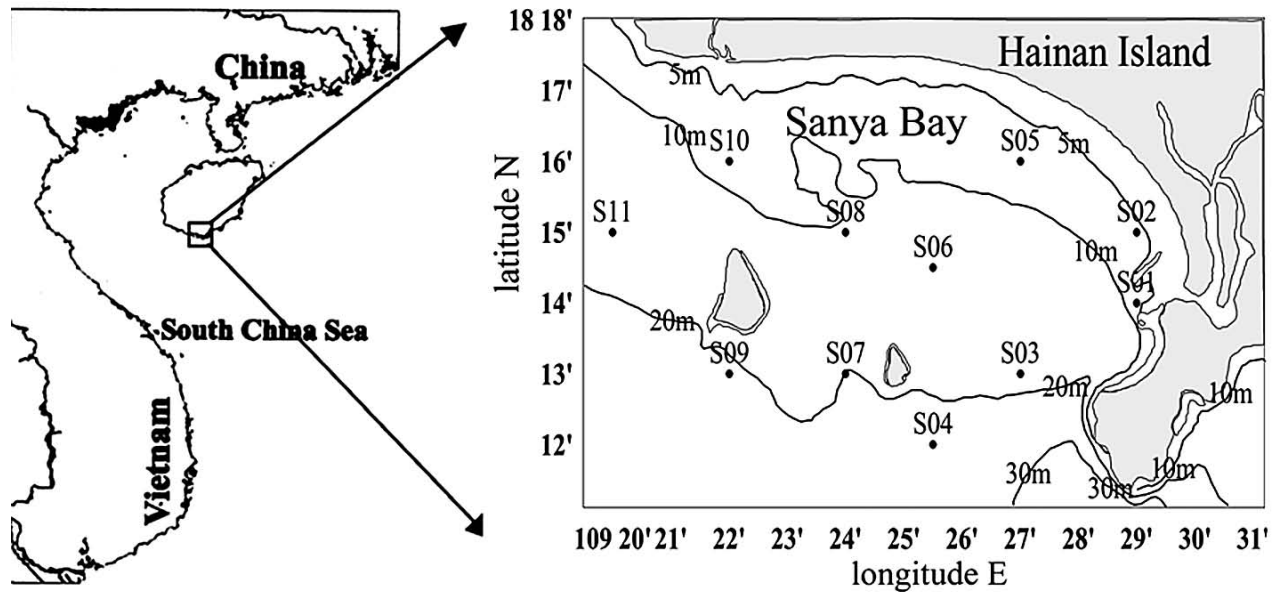 China
South China Sea
Vietnam
18 18'
17'
16'
15'
14'
13'
12'
latitude N
Hainan Island
Sanya Bay
5m
10m
S10
S05
5m
S11
S08
S02
S06
10m
S01
20m
S09
S07
S03
20m
10m
S04
30m
30m
10m
109 20' 21' 22' 23' 24' 25' 26' 27' 28' 29' 30' 31'
longitude E